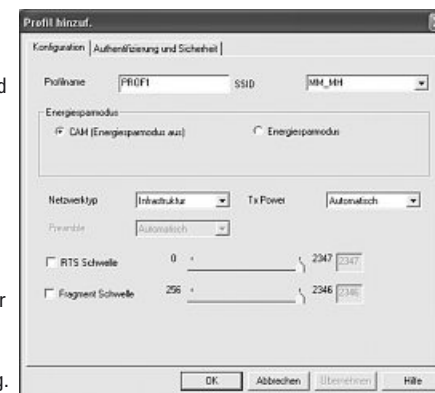 Profil hinzuf.
Konfiguration Authentifizierung und Sicherheit
d
Profilname PROF1 SSID MM_MH
Energiesparmodus
CAM (Energiesparmodus aus) Energiesparmodus
Netzwerktyp Infrastruktur Tx Power Automatisch
Preamble Automatisch
RTS Schwelle 0 2347 2347
r
Fragment Schwelle 256 2346 2346
g.
OK Abbrechen Übernehmen Hilfe